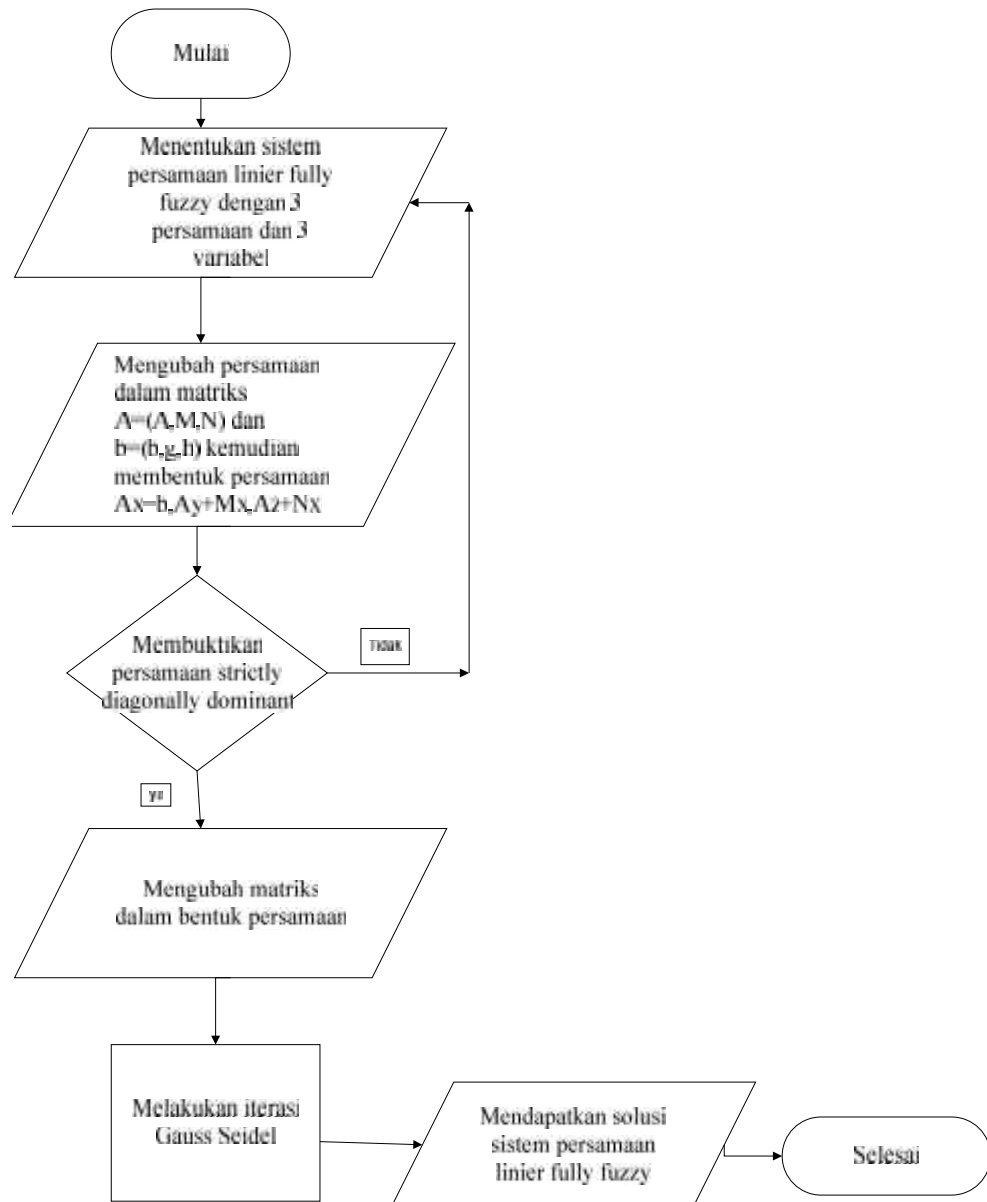 Mulai
Menentukan sistem
persamaan linier fully
fuzzy dengan 3
persamaan dan 3
variabel
Mengubah persamaan
dalam matriks
A=(A,M,N) dan
b=(b,g,h) kemudian
membentuk persamaan
Ax=b,Ay+Mx,Az+Nx
Membuktikan
persamaan strictly
diagonally dominant
Tidak
ya
Mengubah matriks
dalam bentuk persamaan
Melakukan iterasi
Gauss Seidel
Mendapatkan solusi
sistem persamaan
linier fully fuzzy
Selesai